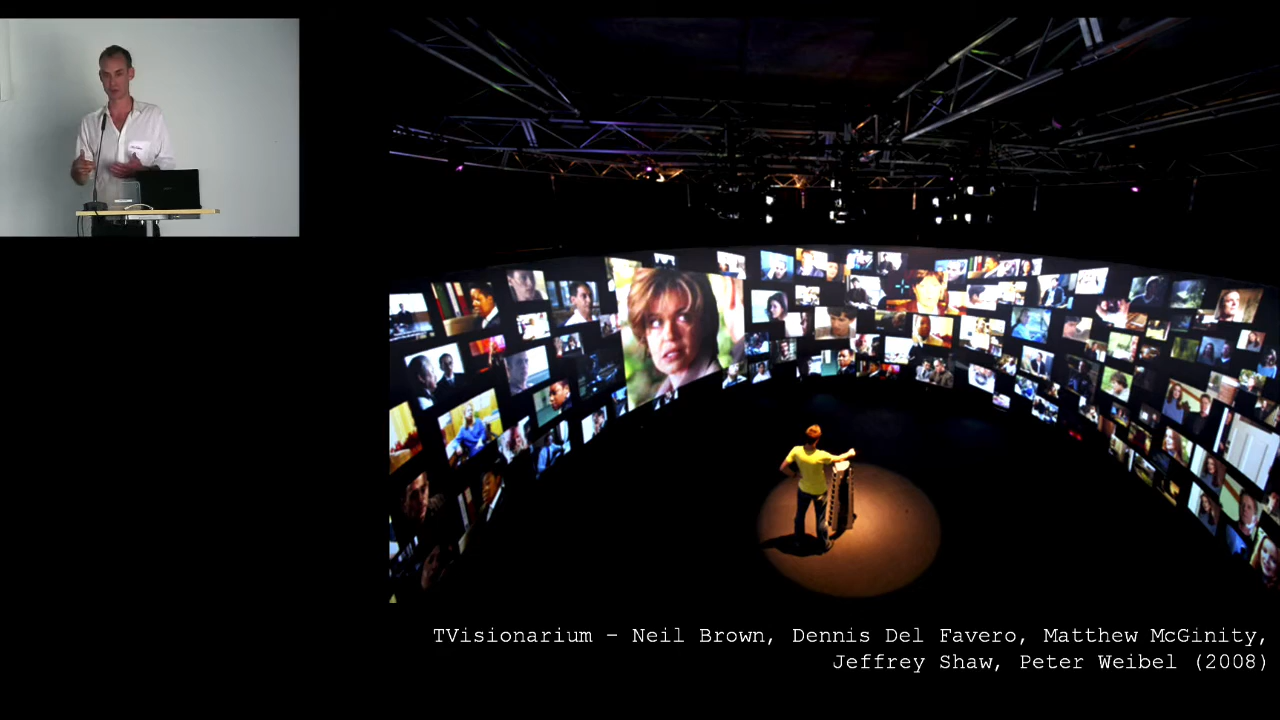 TVisionarium – Neil Brown, Dennis Del Favero, Matthew McGinity,
Jeffrey Shaw, Peter Weibel (2008)